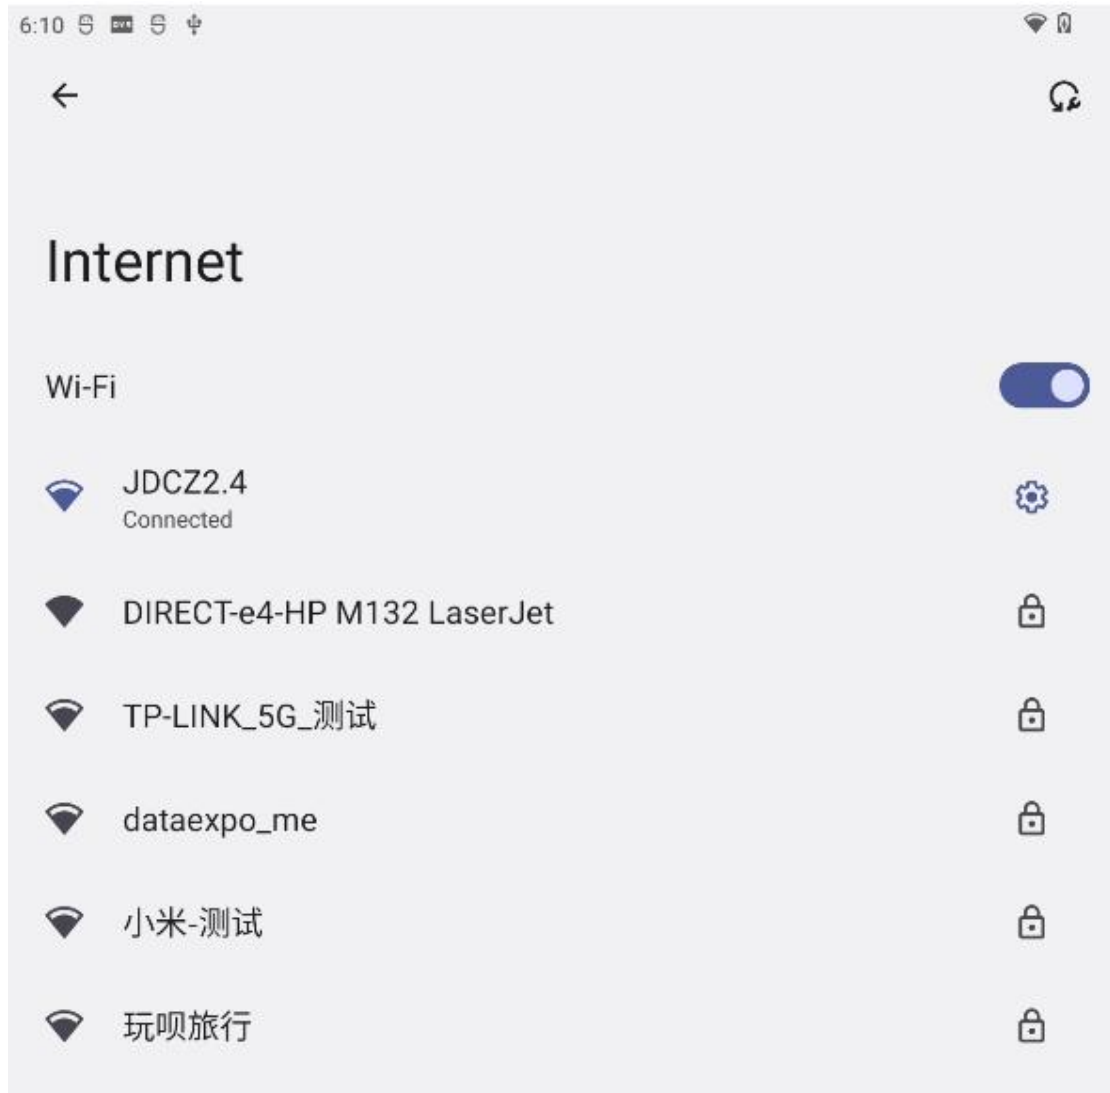 6:10
Internet
Wi-Fi
JDCZ2.4
Connected
DIRECT-e4-HP M132 LaserJet
TP-LINK_5G_测试
dataexpo_me
小米-测试
玩呗旅行